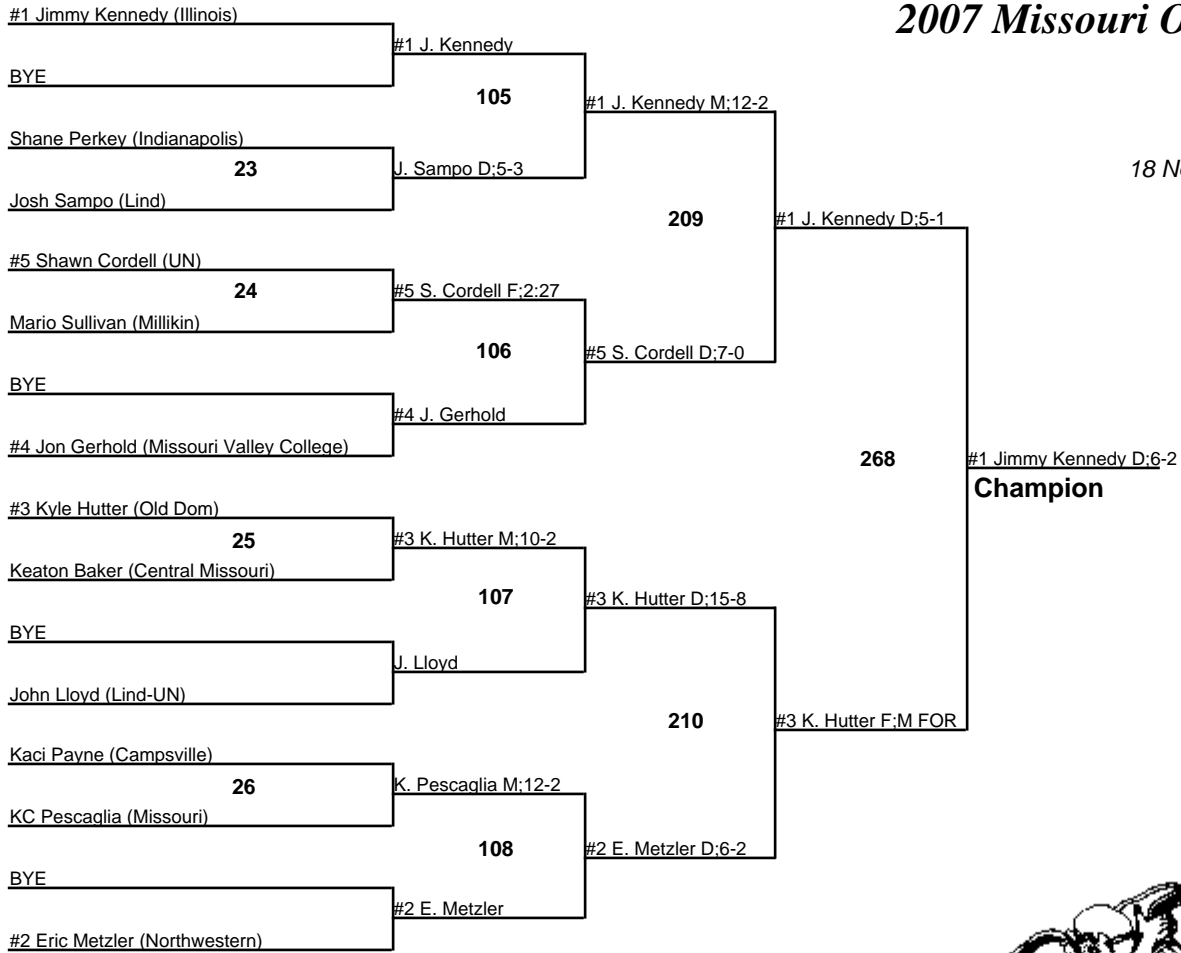 #1 Jimmy Kennedy (Illinois)
2007 Missouri O
#1 J. Kennedy
BYE
105
#1 J. Kennedy M;12-2
Shane Perkey (Indianapolis)
23
J. Sampo D;5-3
18 N
Josh Sampo (Lind)
209
#1 J. Kennedy D;5-1
#5 Shawn Cordell (UN)
24
#5 S. Cordell F;2:27
Mario Sullivan (Millikin)
106
#5 S. Cordell D;7-0
BYE
#4 J. Gerhold
#4 Jon Gerhold (Missouri Valley College)
268
#1 Jimmy Kennedy D;6-2
Champion
#3 Kyle Hutter (Old Dom)
25
#3 K. Hutter M;10-2
Keaton Baker (Central Missouri)
107
#3 K. Hutter D;15-8
BYE
J. Lloyd
John Lloyd (Lind-UN)
210
#3 K. Hutter F;M FOR
Kaci Payne (Campsville)
26
K. Pescaglia M;12-2
KC Pescaglia (Missouri)
108
#2 E. Metzler D;6-2
BYE
#2 E. Metzler
#2 Eric Metzler (Northwestern)